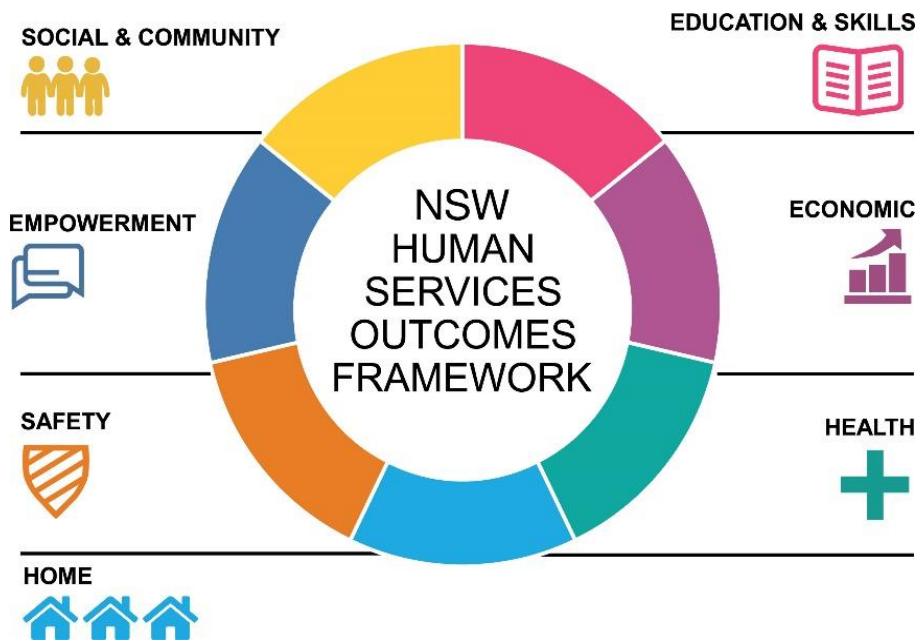 SOCIAL & COMMUNITY
EDUCATION & SKILLS
EMPOWERMENT
ECONOMIC
NSW
HUMAN
SERVICES
OUTCOMES
FRAMEWORK
SAFETY
HEALTH
HOME